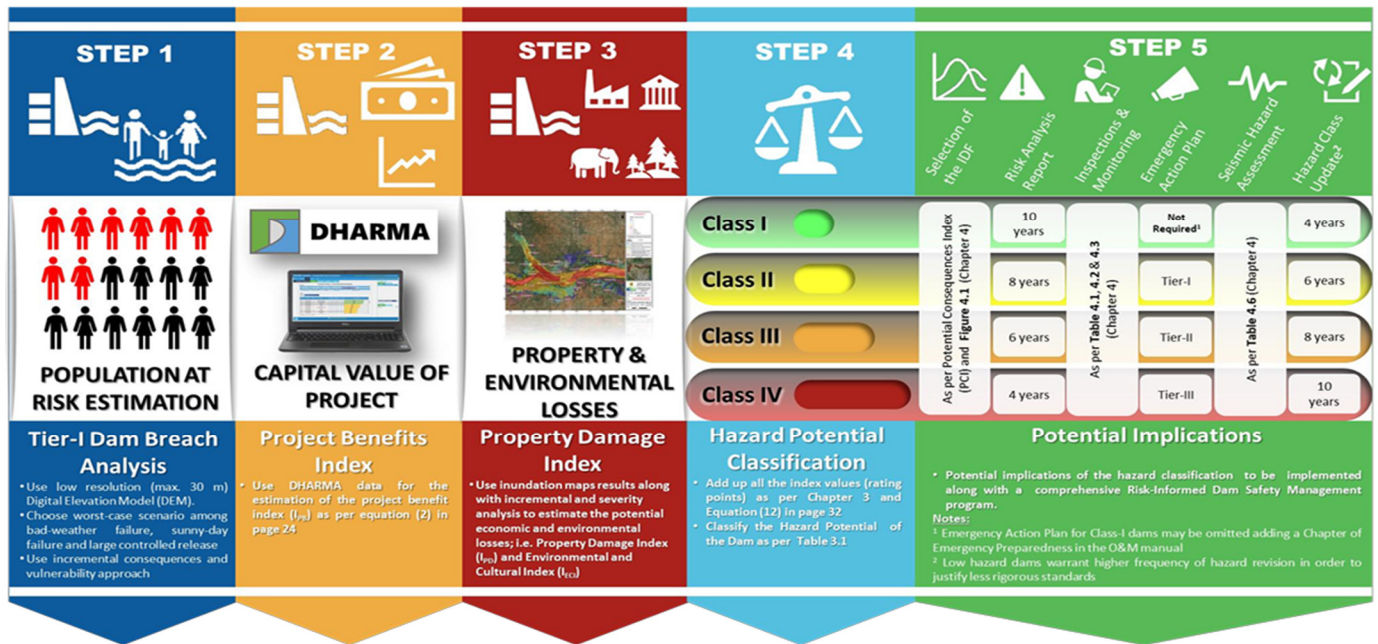 STEP 1
STEP 2
STEP 3
STEP 4
STEP 5
Selection of
the IDF
Risk Analysis
Report
Inspections &
Monitoring
Emergency
Action Plan
Seismic Hazard
Assessment
Hazard Class
Update²
POPULATION AT
RISK ESTIMATION
DHARMA
CAPITAL VALUE OF
PROJECT
PROPERTY &
ENVIRONMENTAL
LOSSES
Class I
Class II
Class III
Class IV
As per Potential Consequences Index
(PCI) and Figure 4.1 (Chapter 4)
10
years
8 years
6 years
4 years
As per Table 4.1, 4.2 & 4.3
(Chapter 4)
Not
Required¹
Tier-I
Tier-II
Tier-III
As per Table 4.6 (Chapter 4)
4 years
6 years
8 years
10
years
Tier-I Dam Breach
Analysis
•Use low resolution (max. 30 m)
Digital Elevation Model (DEM).
•Choose worst-case scenario among
bad-weather failure, sunny-day
failure and large controlled release
•Use incremental consequences and
vulnerability approach
Project Benefits
Index
• Use DHARMA data for the
estimation of the project benefit
index (IPB) as per equation (2) in
page 24
Property Damage
Index
•Use inundation maps results along
with incremental and severity
analysis to estimate the potential
economic and environmental
losses; i.e. Property Damage Index
(IPD) and Environmental and
Cultural Index (IECI)
Hazard Potential
Classification
• Add up all the index values (rating
points) as per Chapter 3 and
Equation (12) in page 32
• Classify the Hazard Potential of
the Dam as per Table 3.1
Potential Implications
• Potential implications of the hazard classification to be implemented
along with a comprehensive Risk-Informed Dam Safety Management
program.
Notes:
¹ Emergency Action Plan for Class-I dams may be omitted adding a Chapter of
Emergency Preparedness in the O&M manual
² Low hazard dams warrant higher frequency of hazard revision in order to
justify less rigorous standards